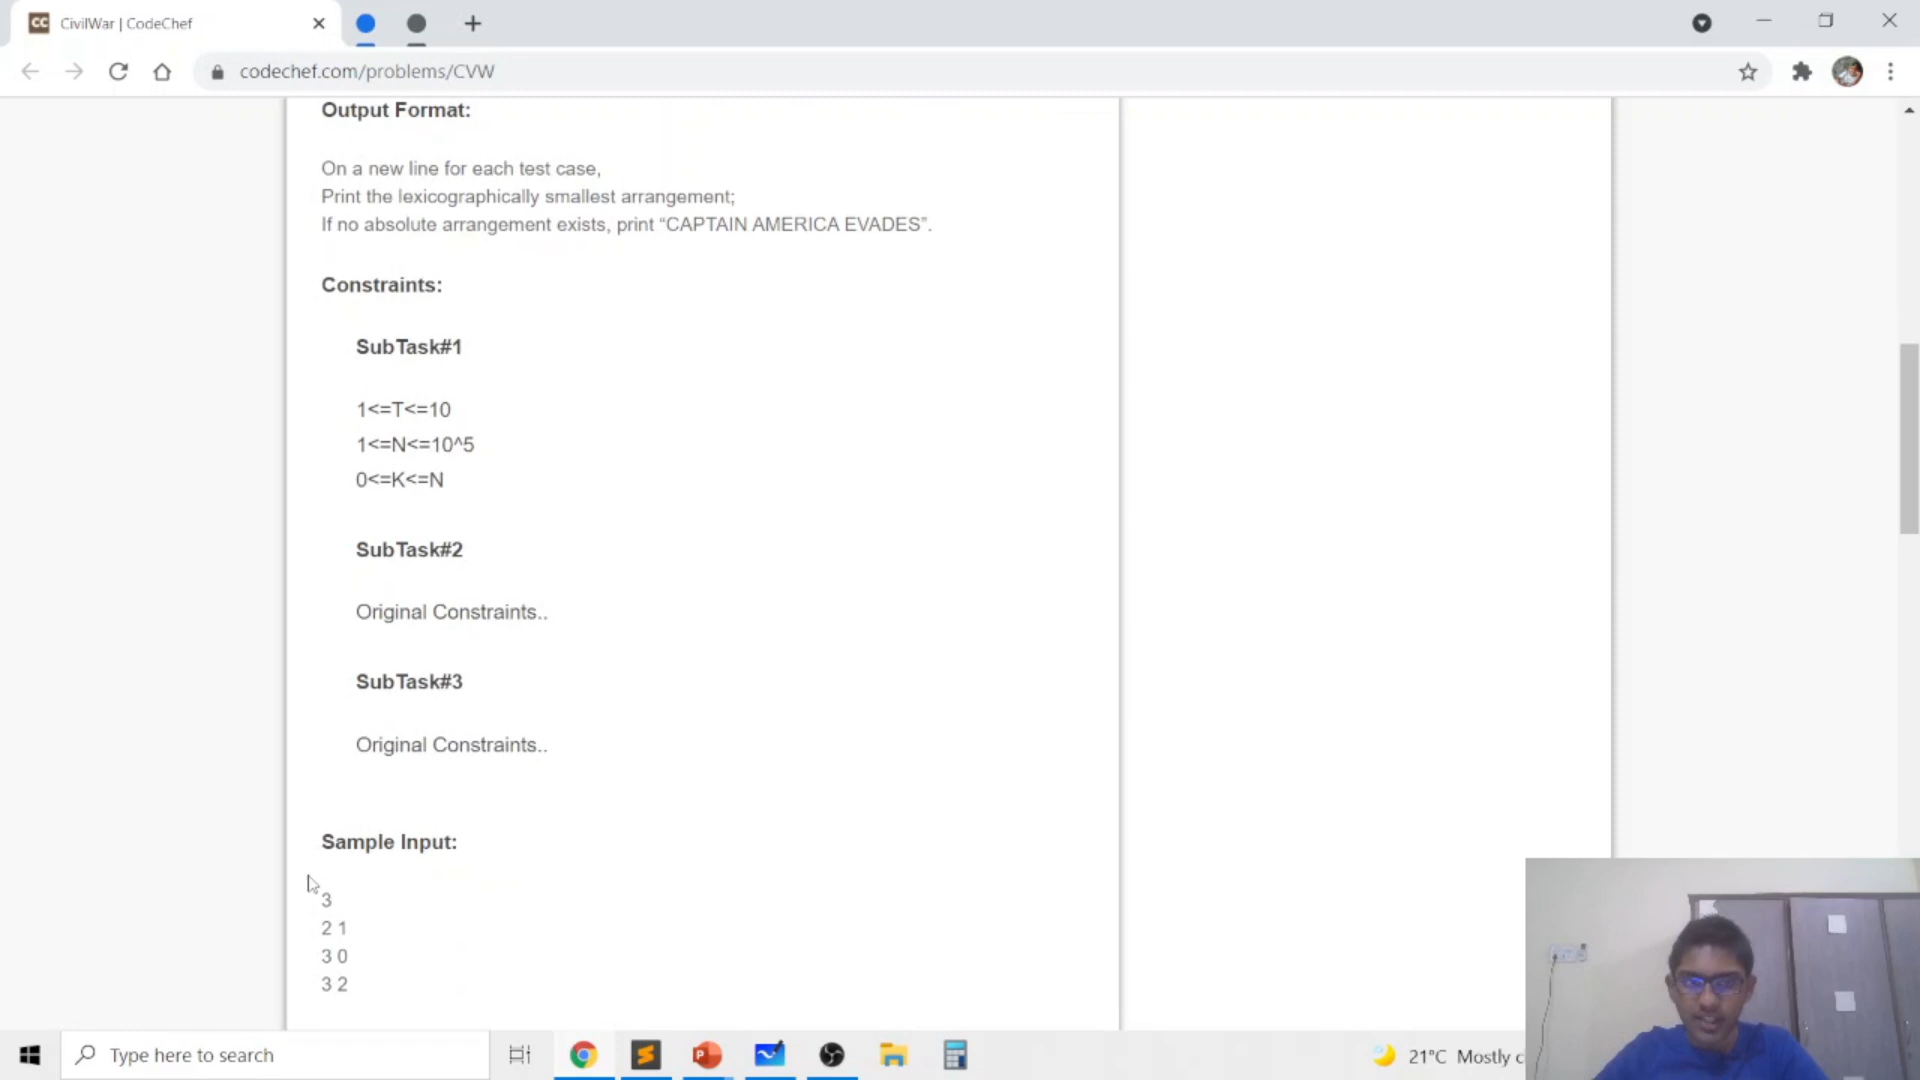 CC CivilWar | CodeChef
codechef.com/problems/CVW
Output Format:
On a new line for each test case,
Print the lexicographically smallest arrangement;
If no absolute arrangement exists, print “CAPTAIN AMERICA EVADES”.
Constraints:
SubTask#1
1<=T<=10
1<=N<=10^5
0<=K<=N
SubTask#2
Original Constraints..
SubTask#3
Original Constraints..
Sample Input:
3
2 1
3 0
3 2
Type here to search
21°C Mostly c